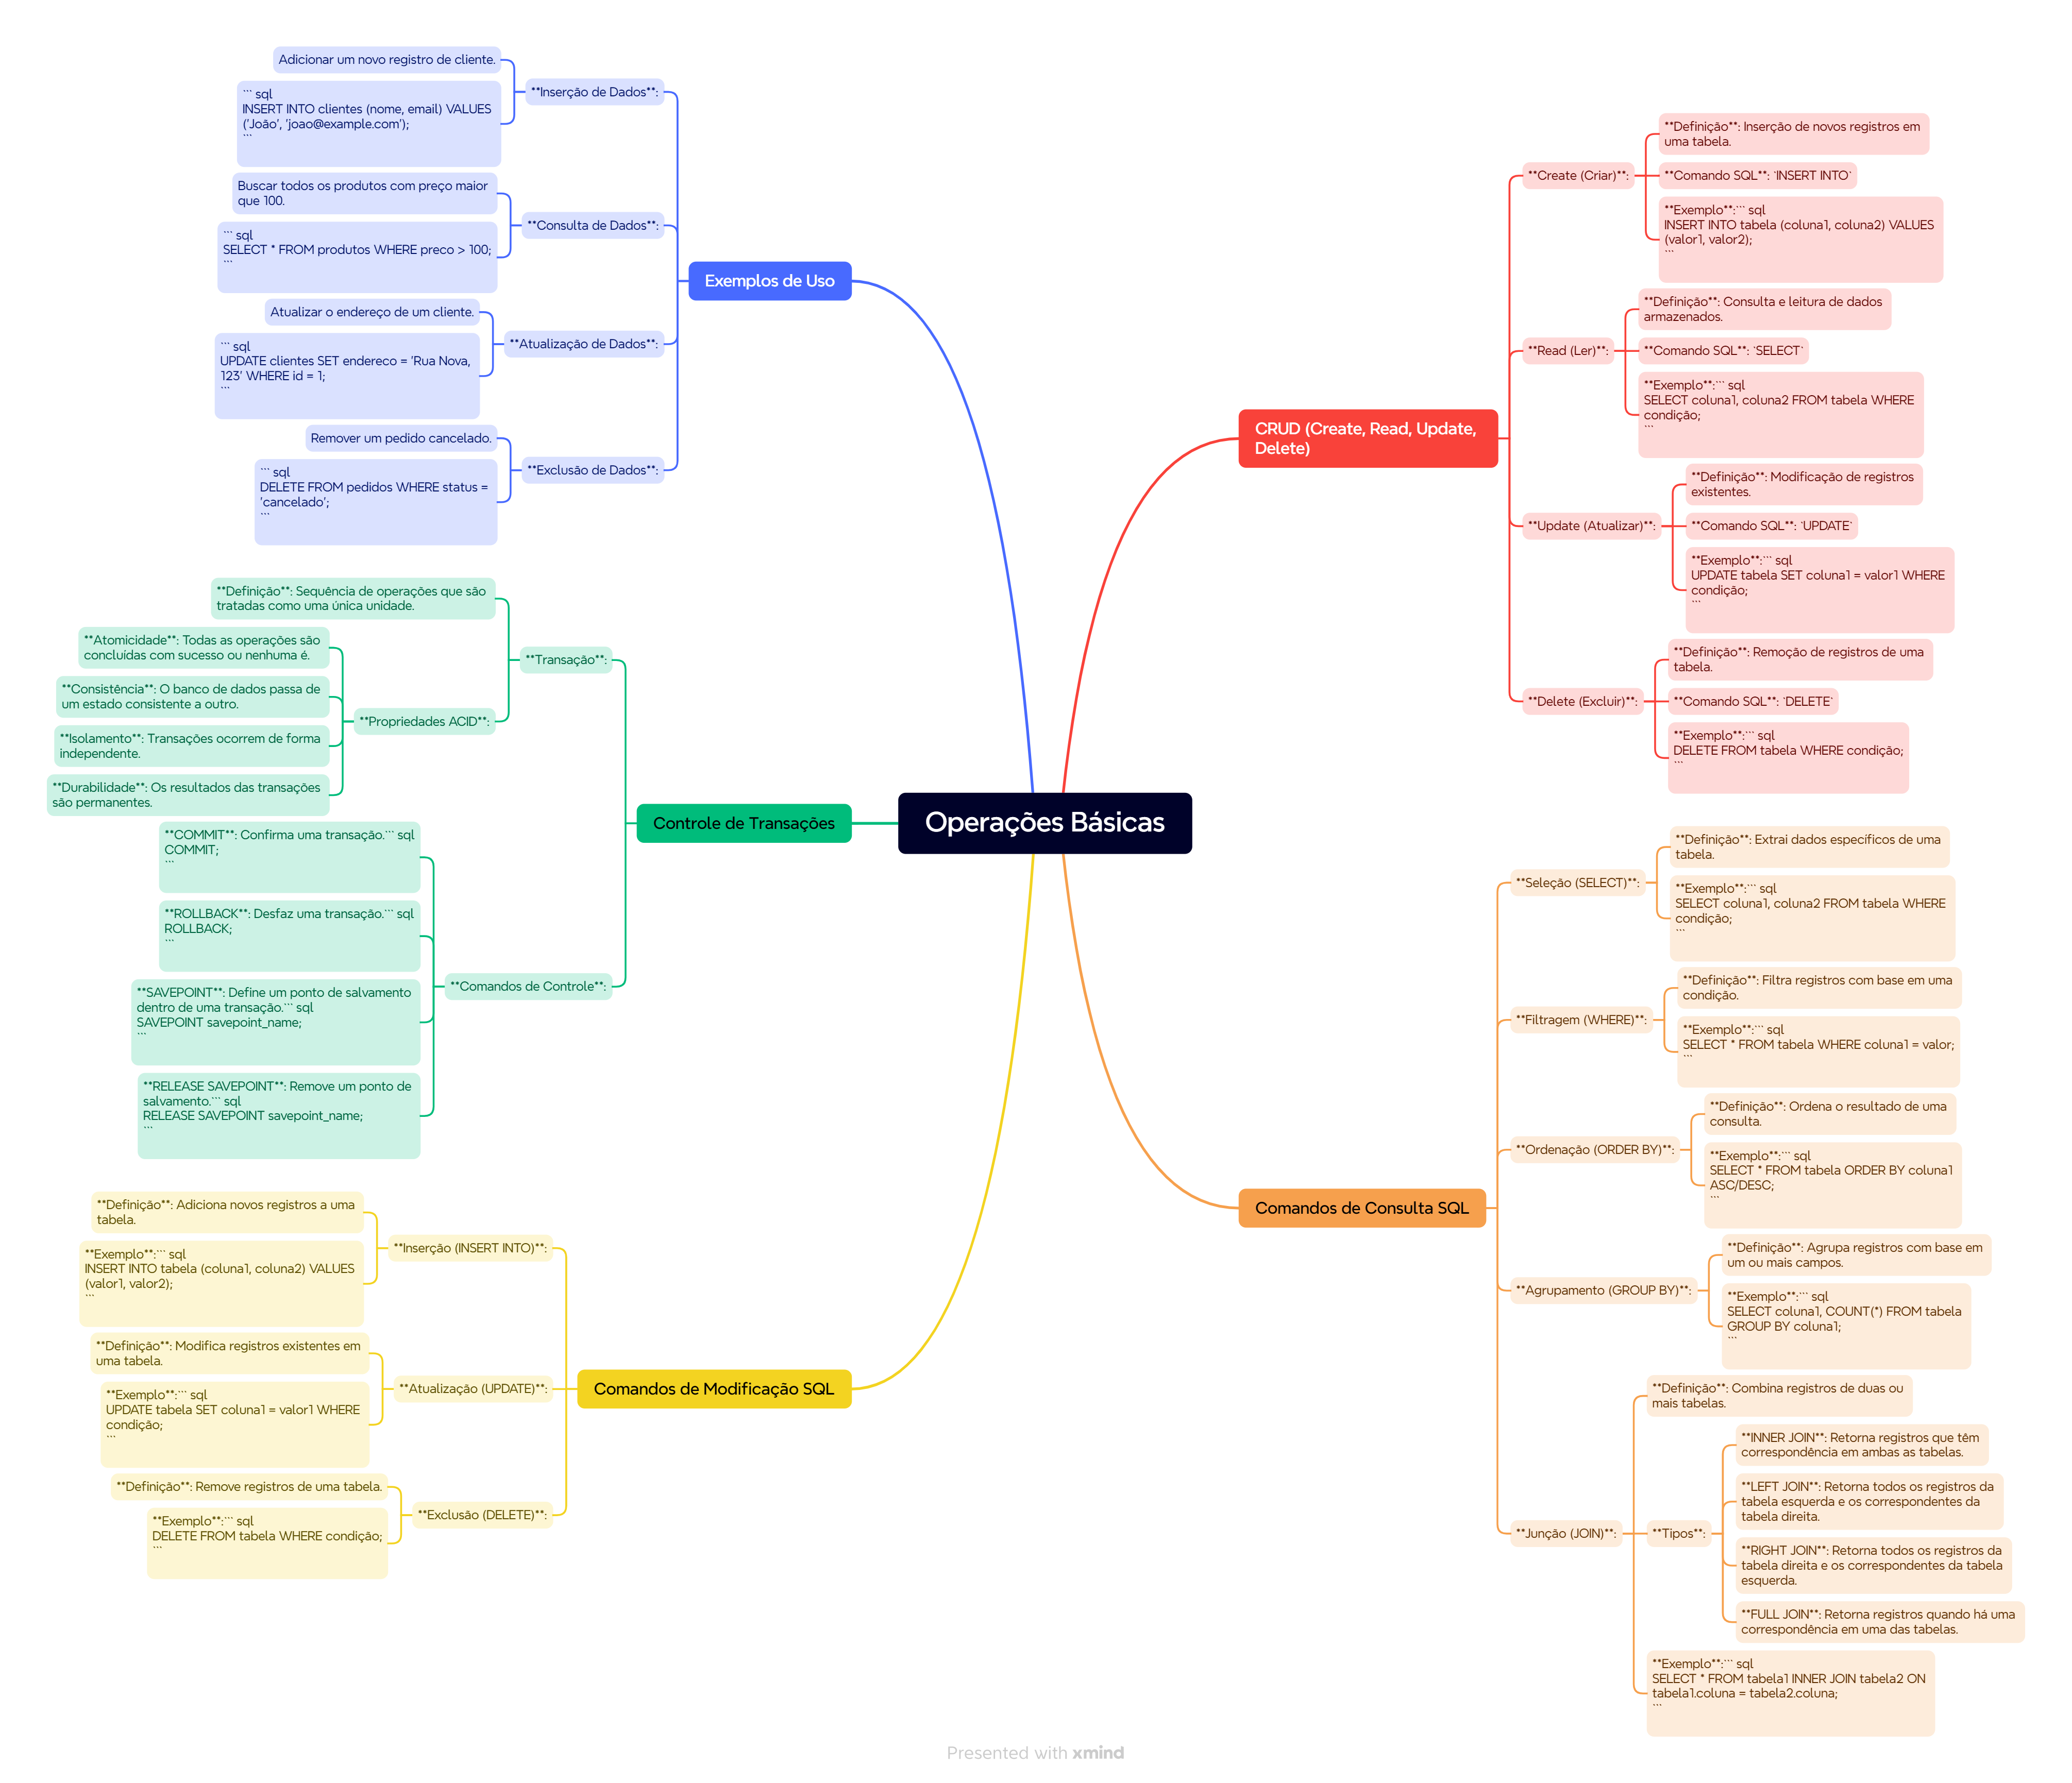 Operações Básicas
CRUD (Create, Read, Update,
Delete)
**Create (Criar)**:
**Definição**: Inserção de novos registros em
uma tabela.
**Comando SQL**: `INSERT INTO`
**Exemplo**:``` sql
INSERT INTO tabela (coluna1, coluna2) VALUES
(valor1, valor2);
```
**Read (Ler)**:
**Definição**: Consulta e leitura de dados
armazenados.
**Comando SQL**: `SELECT`
**Exemplo**:``` sql
SELECT coluna1, coluna2 FROM tabela WHERE
condição;
```
**Update (Atualizar)**:
**Definição**: Modificação de registros
existentes.
**Comando SQL**: `UPDATE`
**Exemplo**:``` sql
UPDATE tabela SET coluna1 = valor1 WHERE
condição;
```
**Delete (Excluir)**:
**Definição**: Remoção de registros de uma
tabela.
**Comando SQL**: `DELETE`
**Exemplo**:``` sql
DELETE FROM tabela WHERE condição;
```
Comandos de Consulta SQL
**Seleção (SELECT)**:
**Definição**: Extrai dados específicos de uma
tabela.
**Exemplo**:``` sql
SELECT coluna1, coluna2 FROM tabela WHERE
condição;
```
**Filtragem (WHERE)**:
**Definição**: Filtra registros com base em uma
condição.
**Exemplo**:``` sql
SELECT * FROM tabela WHERE coluna1 = valor;
```
**Ordenação (ORDER BY)**:
**Definição**: Ordena o resultado de uma
consulta.
**Exemplo**:``` sql
SELECT * FROM tabela ORDER BY coluna1
ASC/DESC;
```
**Agrupamento (GROUP BY)**:
**Definição**: Agrupa registros com base em
um ou mais campos.
**Exemplo**:``` sql
SELECT coluna1, COUNT(*) FROM tabela
GROUP BY coluna1;
```
**Junção (JOIN)**:
**Definição**: Combina registros de duas ou
mais tabelas.
**Tipos**:
**INNER JOIN**: Retorna registros que têm
correspondência em ambas as tabelas.
**LEFT JOIN**: Retorna todos os registros da
tabela esquerda e os correspondentes da
tabela direita.
**RIGHT JOIN**: Retorna todos os registros da
tabela direita e os correspondentes da tabela
esquerda.
**FULL JOIN**: Retorna registros quando há uma
correspondência em uma das tabelas.
**Exemplo**:``` sql
SELECT * FROM tabela1 INNER JOIN tabela2 ON
tabela1.coluna = tabela2.coluna;
```
Comandos de Modificação SQL
**Inserção (INSERT INTO)**:
**Definição**: Adiciona novos registros a uma
tabela.
**Exemplo**:``` sql
INSERT INTO tabela (coluna1, coluna2) VALUES
(valor1, valor2);
```
**Atualização (UPDATE)**:
**Definição**: Modifica registros existentes em
uma tabela.
**Exemplo**:``` sql
UPDATE tabela SET coluna1 = valor1 WHERE
condição;
```
**Exclusão (DELETE)**:
**Definição**: Remove registros de uma tabela.
**Exemplo**:``` sql
DELETE FROM tabela WHERE condição;
```
Controle de Transações
**Transação**:
**Definição**: Sequência de operações que são
tratadas como uma única unidade.
**Propriedades ACID**:
**Atomicidade**: Todas as operações são
concluídas com sucesso ou nenhuma é.
**Consistência**: O banco de dados passa de
um estado consistente a outro.
**Isolamento**: Transações ocorrem de forma
independente.
**Durabilidade**: Os resultados das transações
são permanentes.
**Comandos de Controle**:
**COMMIT**: Confirma uma transação.``` sql
COMMIT;
```
**ROLLBACK**: Desfaz uma transação.``` sql
ROLLBACK;
```
**SAVEPOINT**: Define um ponto de salvamento
dentro de uma transação.``` sql
SAVEPOINT savepoint_name;
```
**RELEASE SAVEPOINT**: Remove um ponto de
salvamento.``` sql
RELEASE SAVEPOINT savepoint_name;
```
Exemplos de Uso
**Inserção de Dados**:
Adicionar um novo registro de cliente.
``` sql
INSERT INTO clientes (nome, email) VALUES
('João', 'joao@example.com');
```
**Consulta de Dados**:
Buscar todos os produtos com preço maior
que 100.
``` sql
SELECT * FROM produtos WHERE preco > 100;
```
**Atualização de Dados**:
Atualizar o endereço de um cliente.
``` sql
UPDATE clientes SET endereco = 'Rua Nova,
123' WHERE id = 1;
```
**Exclusão de Dados**:
Remover um pedido cancelado.
``` sql
DELETE FROM pedidos WHERE status =
'cancelado';
```
Presented with xmind